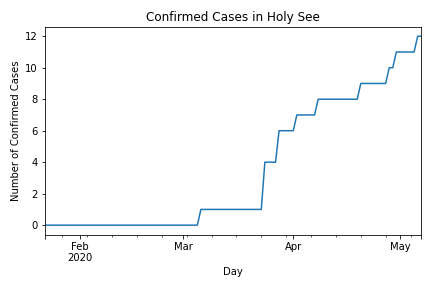 Confirmed Cases in Holy See
Number of Confirmed Cases
12
10
8
6
4
2
0
Feb
2020
Mar
Apr
May
Day